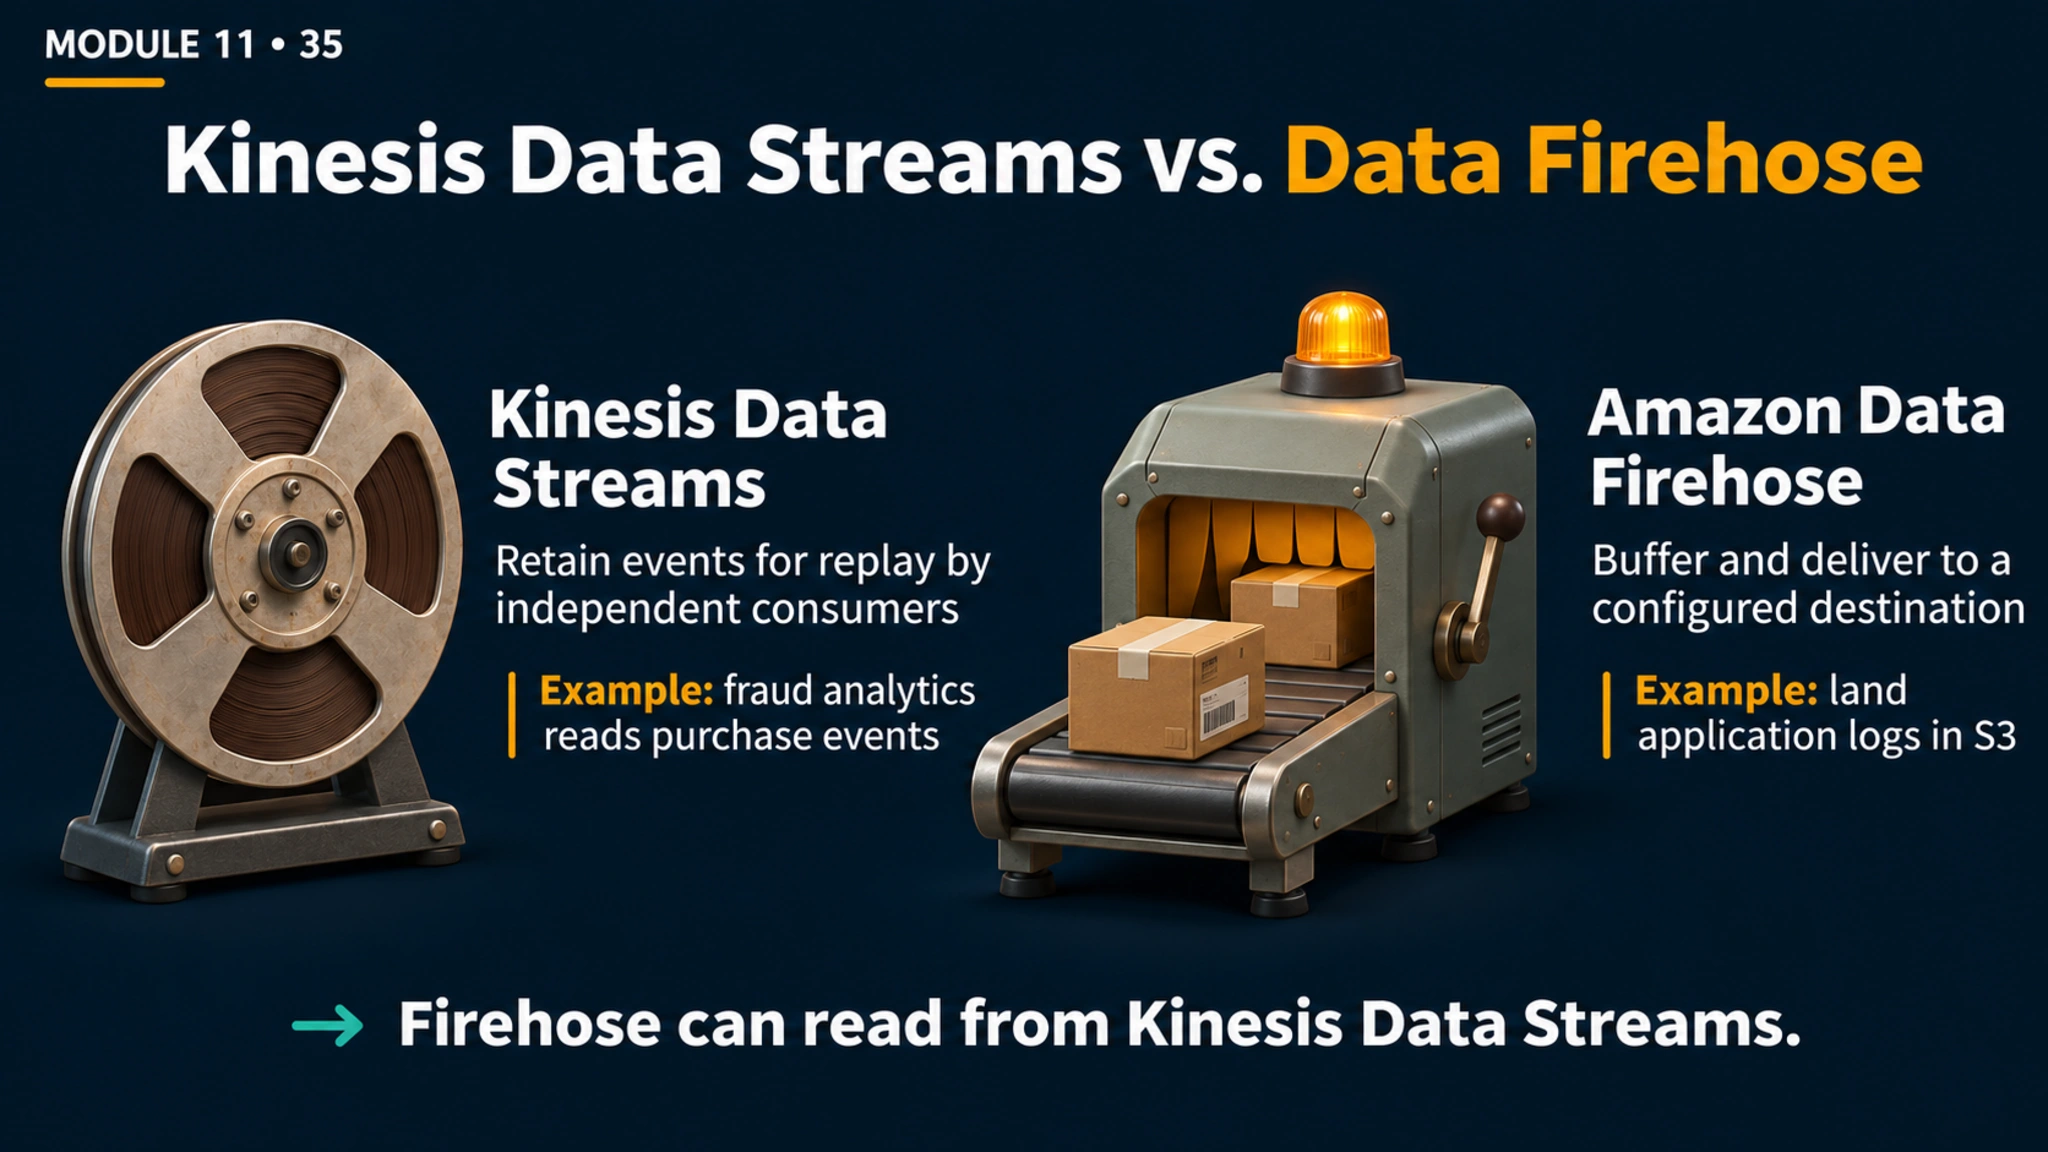 MODULE 11 • 35
Kinesis Data Streams vs. Data Firehose
Kinesis Data
Streams
Retain events for replay by
independent consumers
Example: fraud analytics
reads purchase events
Amazon Data
Firehose
Buffer and deliver to a
configured destination
Example: land
application logs in S3
→ Firehose can read from Kinesis Data Streams.